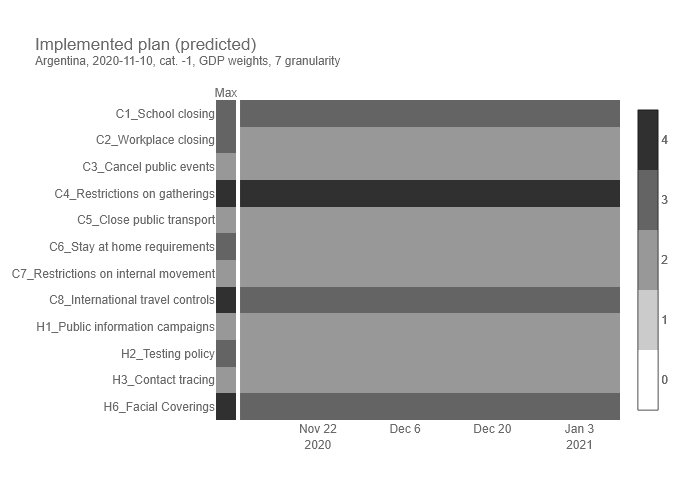 Implemented plan (predicted)
Argentina, 2020-11-10, cat. -1, GDP weights, 7 granularity
Max
C1_School closing
C2_Workplace closing
C3_Cancel public events
C4_Restrictions on gatherings
C5_Close public transport
C6_Stay at home requirements
C7_Restrictions on internal movement
C8_International travel controls
H1_Public information campaigns
H2_Testing policy
H3_Contact tracing
H6_Facial Coverings
4
3
2
1
0
Nov 22 Dec 6 Dec 20 Jan 3
2020 2021